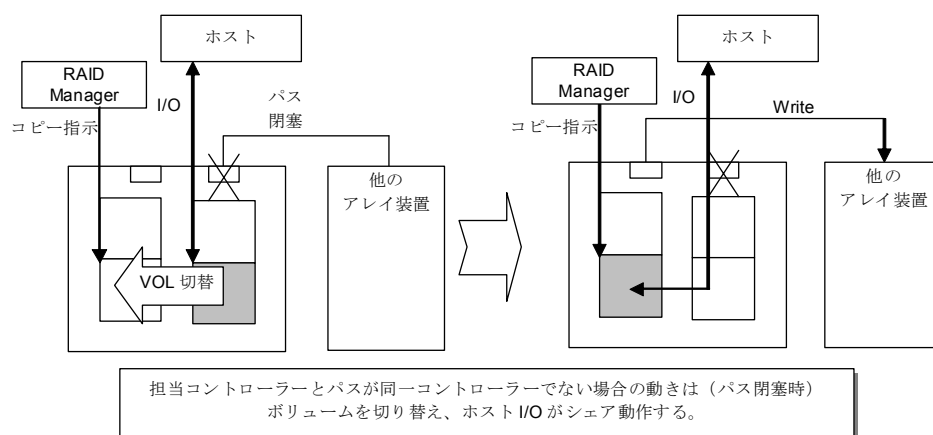 ホスト
RAID
Manager
I/O
パス
閉塞
コピー指示
他の
アレイ装置
VOL 切替
ホスト
RAID
Manager
I/O
Write
コピー指示
他の
アレイ装置
担当コントローラーとパスが同一コントローラーでない場合の動きは（パス閉塞時）
ボリュームを切り替え、ホスト I/O がシェア動作する。